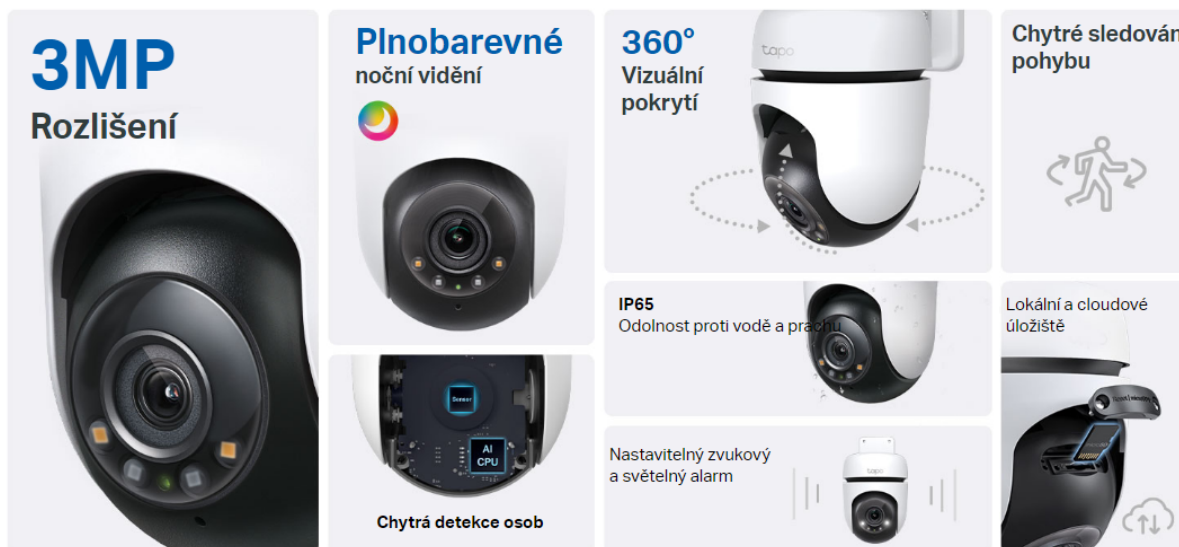 3MP
Rozlišení
Plnobarevné
noční vidění
360°
Vizuální
pokrytí
tapo
Chytré sledován
pohybu
Sensor
AI
CPU
Chytrá detekce osob
IP65
Odolnost proti vodě a prachu
Nastavitelný zvukový
a světelný alarm
tapo
Lokální a cloudové
úložiště